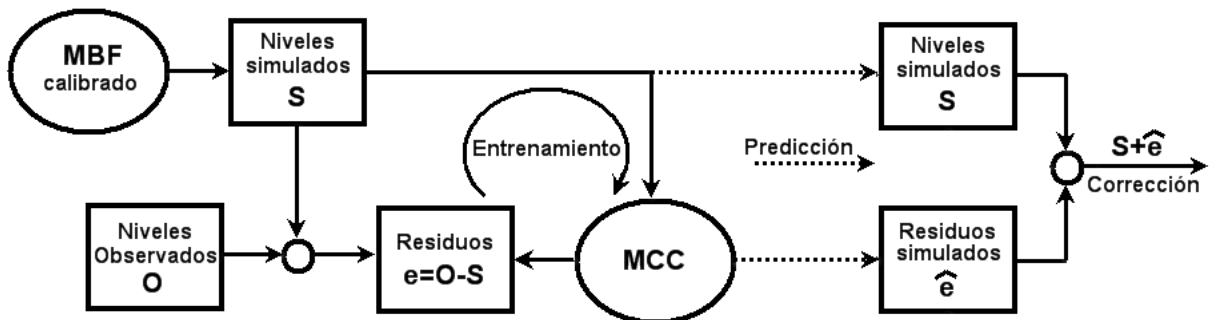 MBF
calibrado
Niveles
simulados
S
Niveles
Observados
O
Entrenamiento
Residuos
e=O-S
MCC
Predicción
Niveles
simulados
S
Residuos
simulados
ê
S+ê
Corrección